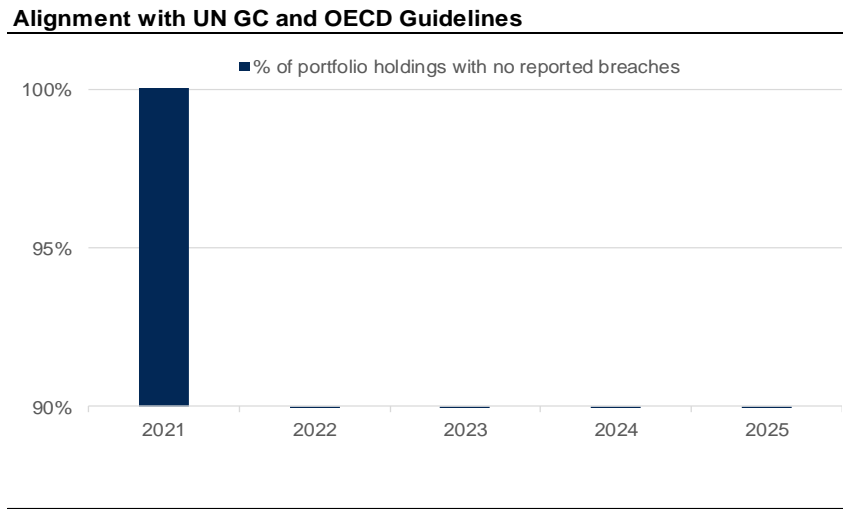 Alignment with UN GC and OECD Guidelines
% of portfolio holdings with no reported breaches
100%
95%
90%
2021 2022 2023 2024 2025